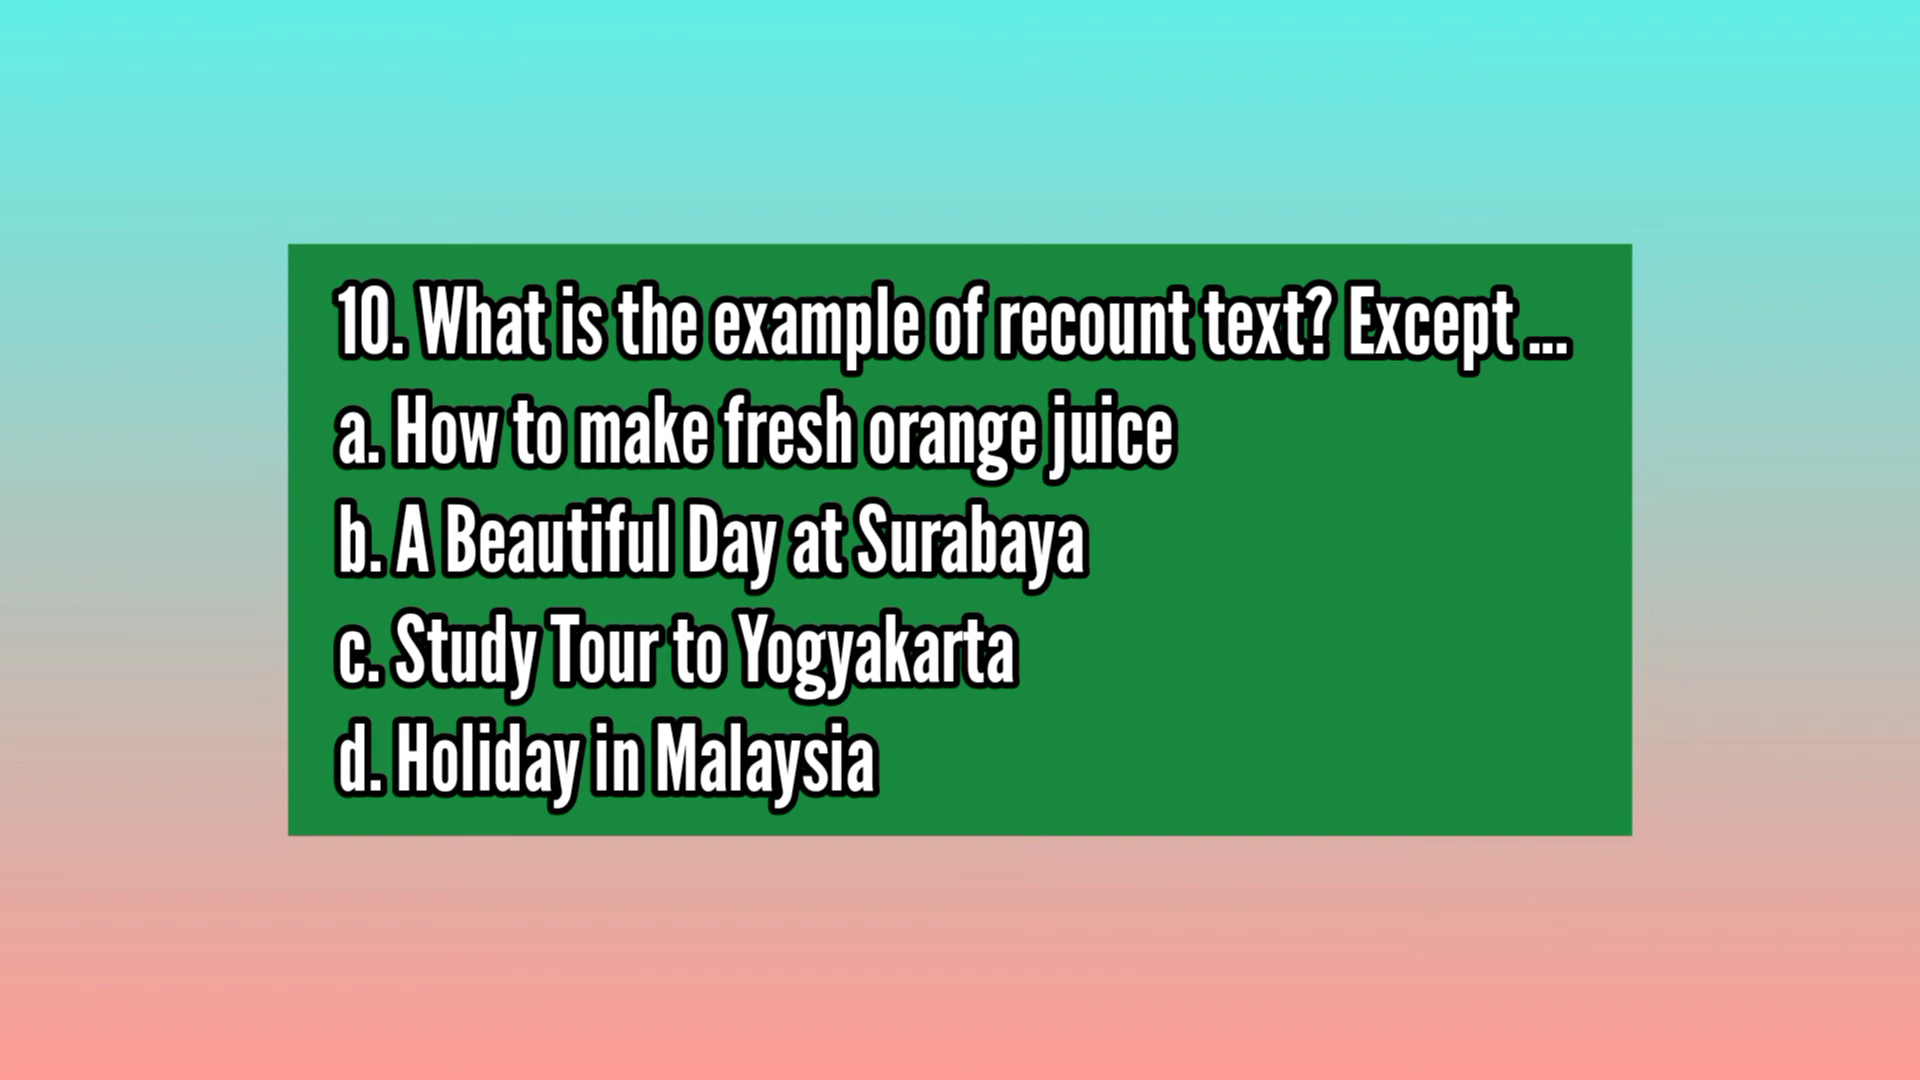 10. What is the example of recount text? Except ...
a. How to make fresh orange juice
b. A Beautiful Day at Surabaya
c. Study Tour to Yogyakarta
d. Holiday in Malaysia